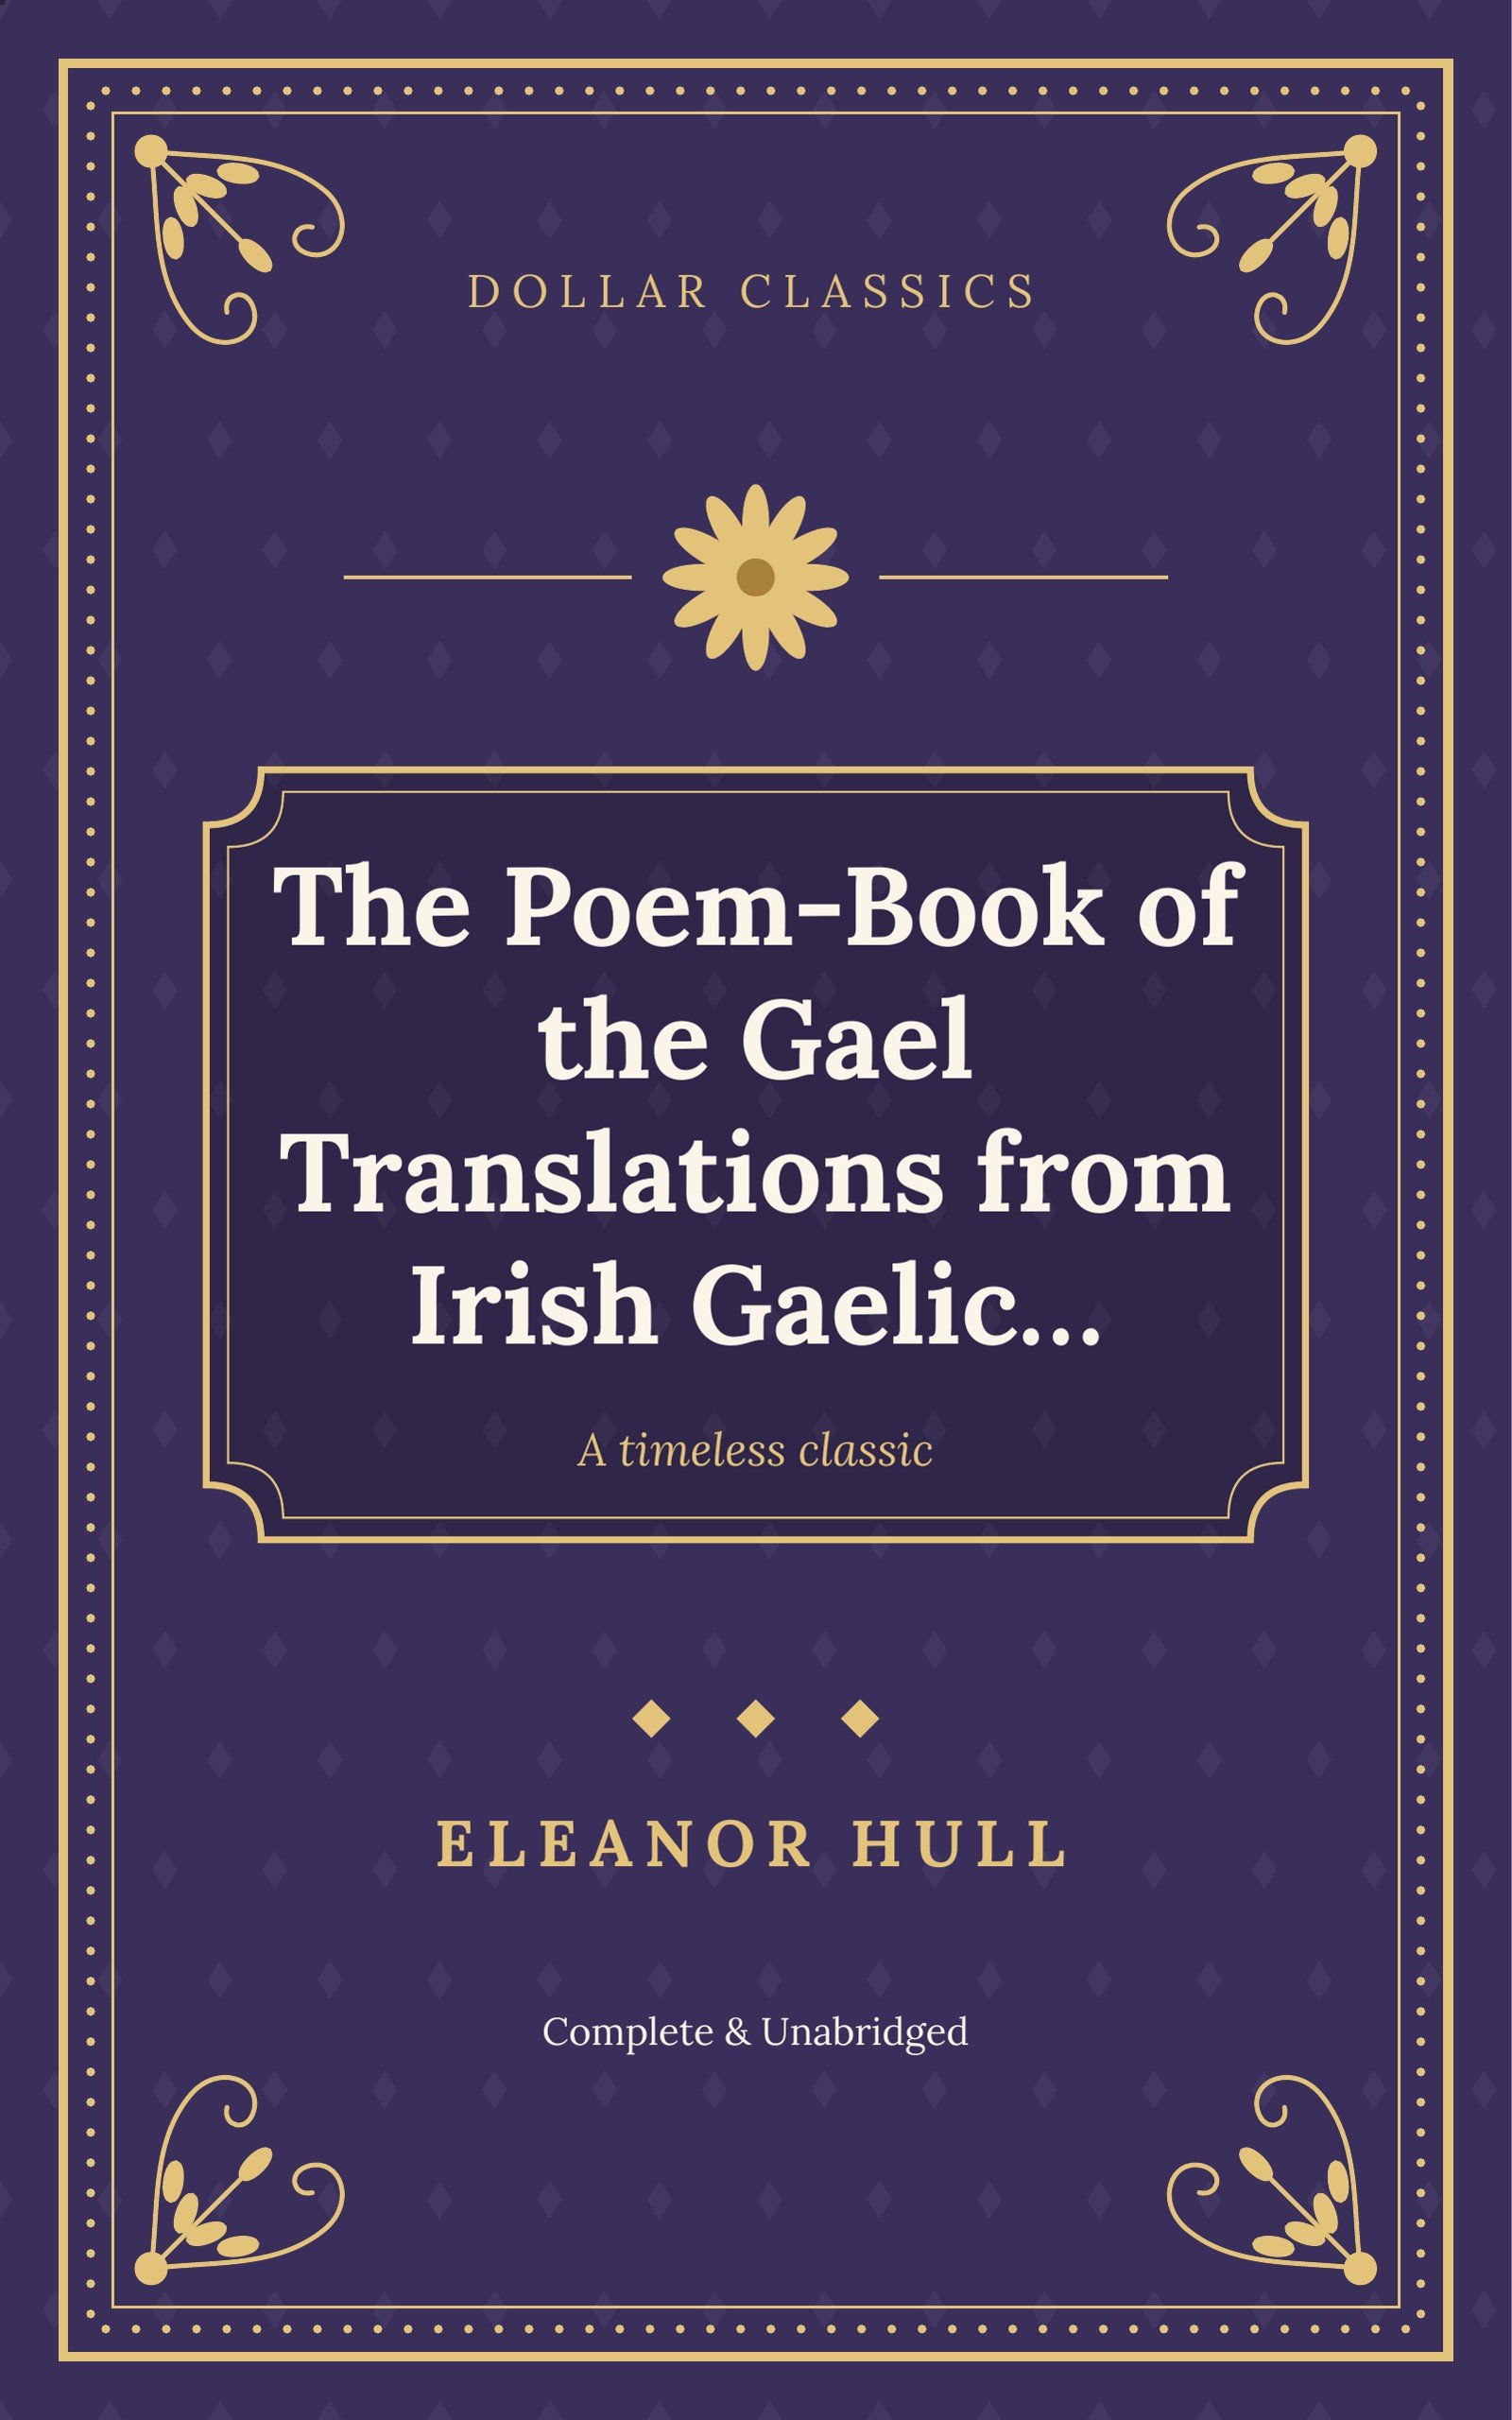 DOLLAR CLASSICS
The Poem-Book of
the Gael
Translations from
Irish Gaelic...
A timeless classic
ELEANOR HULL
Complete & Unabridged